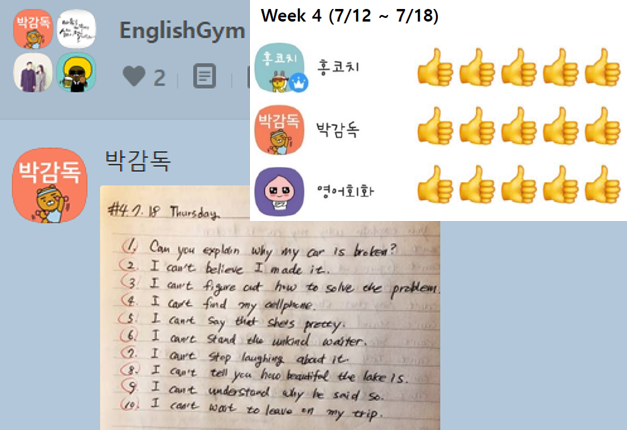 박감독
EnglishGym
2
Week 4 (7/12 ~ 7/18)
홍코치
홍코치
박감독
박감독
영어회화
박감독
박감독
#4 7. 18 Thursday
1. Can you explain why my car is broken?
2. I can't believe I made it.
3. I can't figure out how to solve the problem.
4. I can't find my cellphone.
5. I can't say that she's pretty.
6. I can't stand the unkind waiter.
7. I can't stop laughing about it
8. I can't tell you how beautiful the lake is.
9. I can't understand why he said so.
10. I can't wait to leave on my trip.